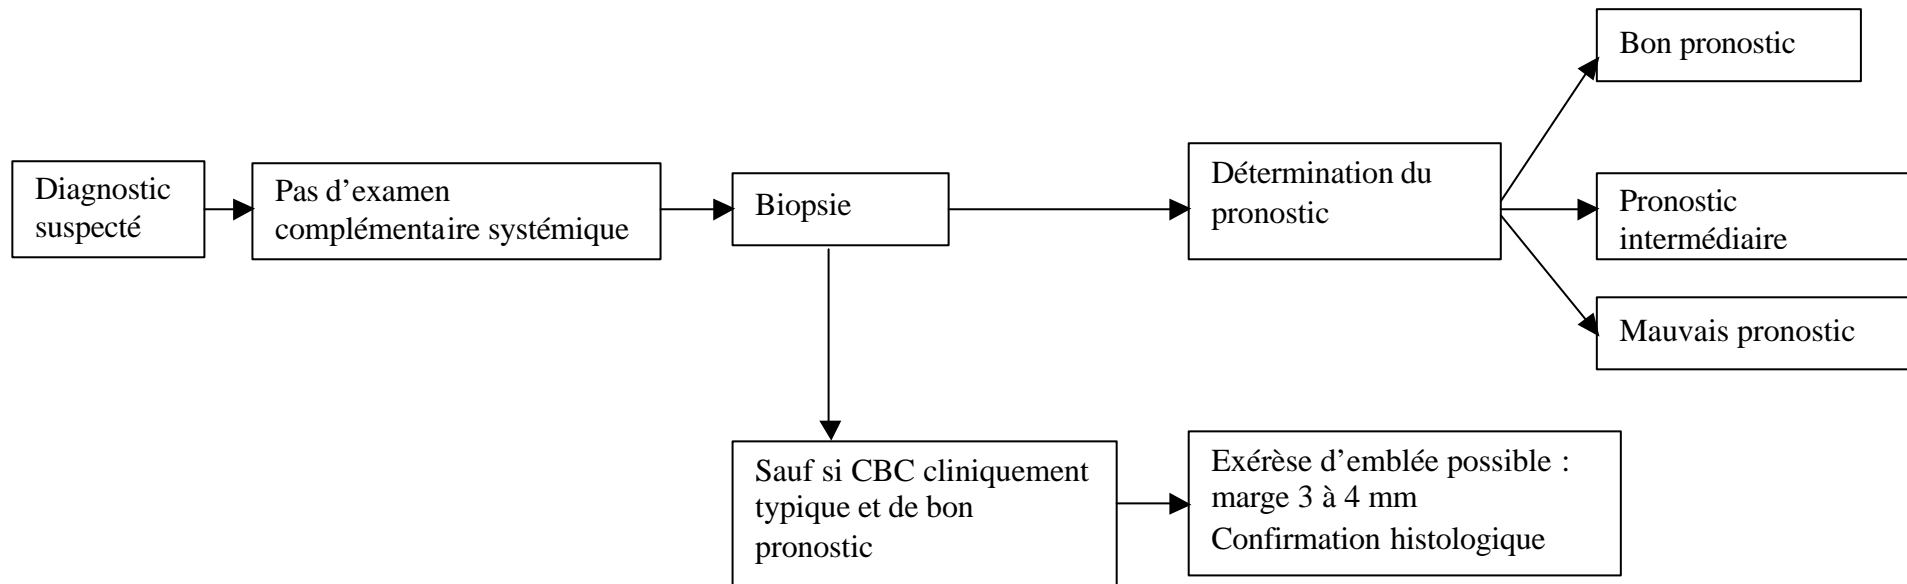 Diagnostic
suspecté
Pas d’examen
complémentaire systémique
Biopsie
Détermination du
pronostic
Bon pronostic
Pronostic
intermédiaire
Mauvais pronostic
Sauf si CBC cliniquement
typique et de bon
pronostic
Exérèse d’emblée possible :
marge 3 à 4 mm
Confirmation histologique